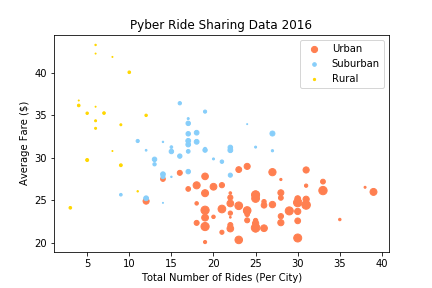 Pyber Ride Sharing Data 2016
Urban
Suburban
Rural
Average Fare ($)
40
35
30
25
20
5
10
15
20
25
30
35
40
Total Number of Rides (Per City)